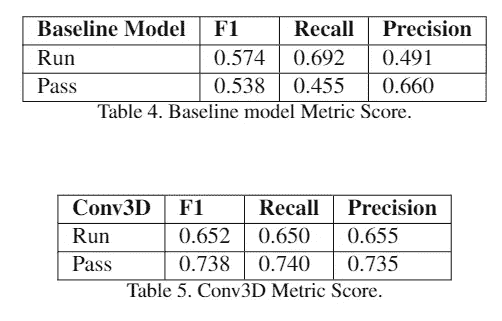 Baseline Model F1 Recall Precision
Run 0.574 0.692 0.491
Pass 0.538 0.455 0.660
Table 4. Baseline model Metric Score.
Conv3D F1 Recall Precision
Run 0.652 0.650 0.655
Pass 0.738 0.740 0.735
Table 5. Conv3D Metric Score.